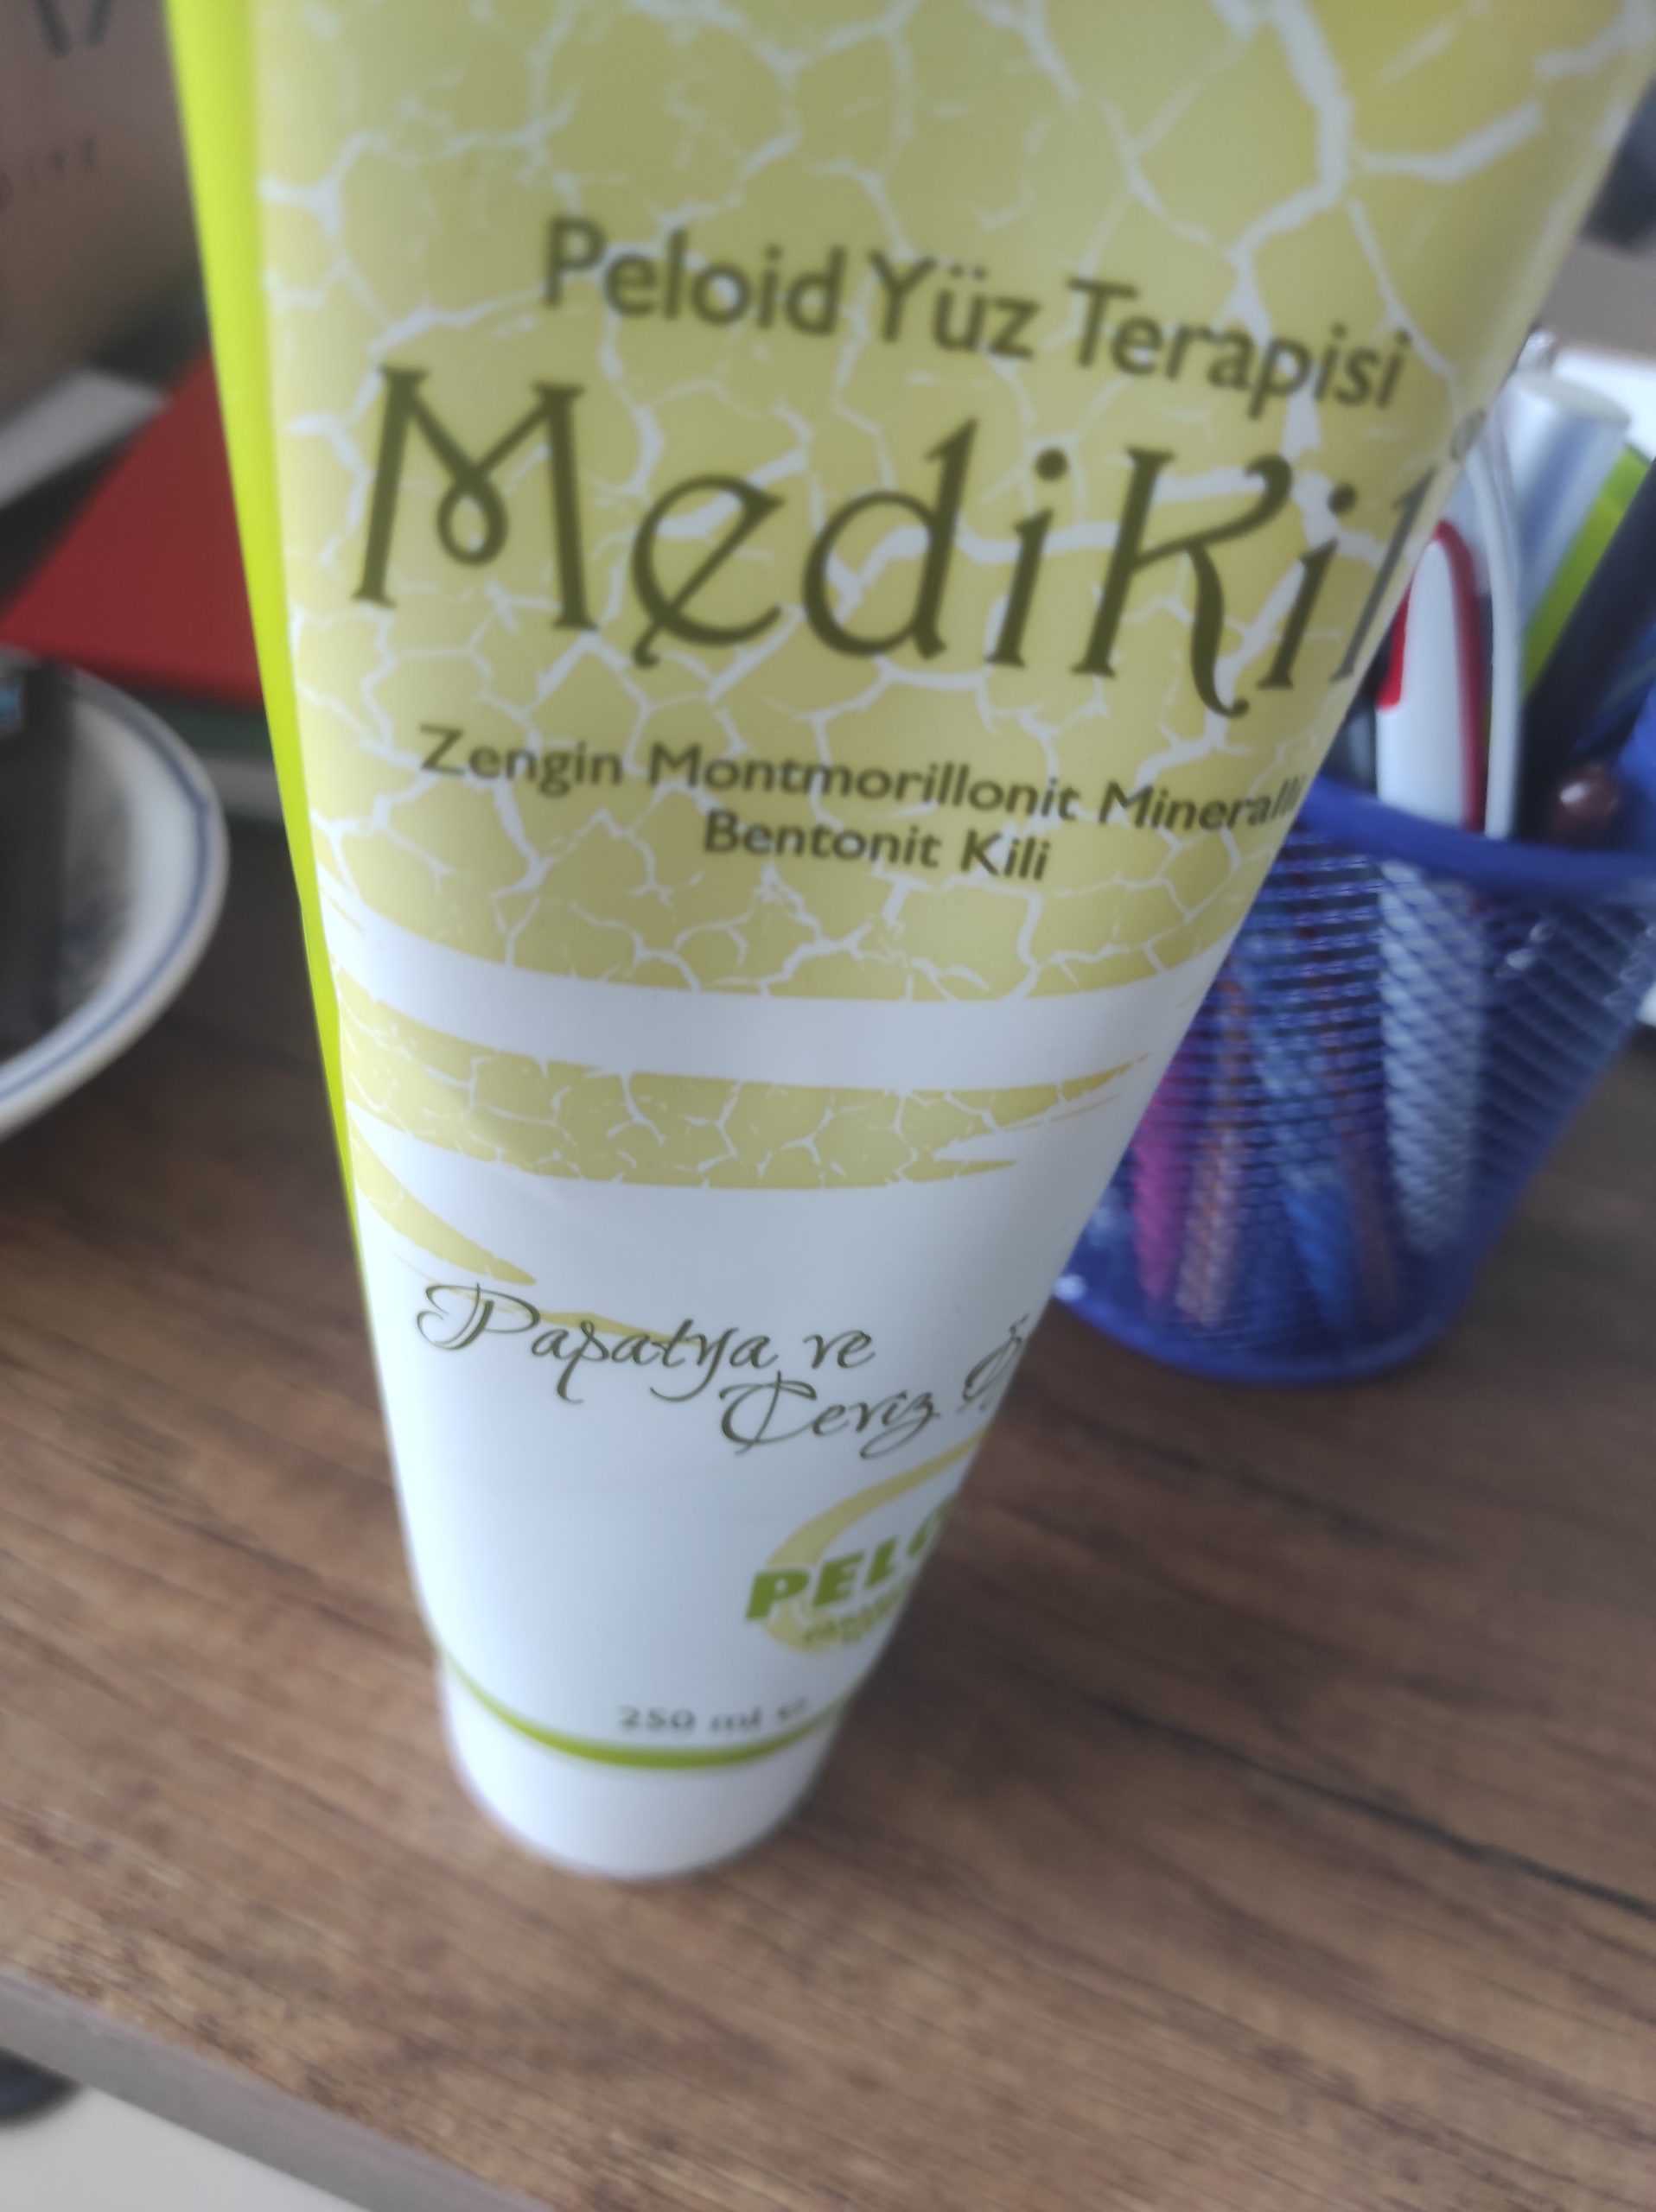 Peloid Yüz Terapisi
MediKil
Zengin Montmorillonit Mineralli
Bentonit Kili
Papatya ve
Ceviz
250 ml e